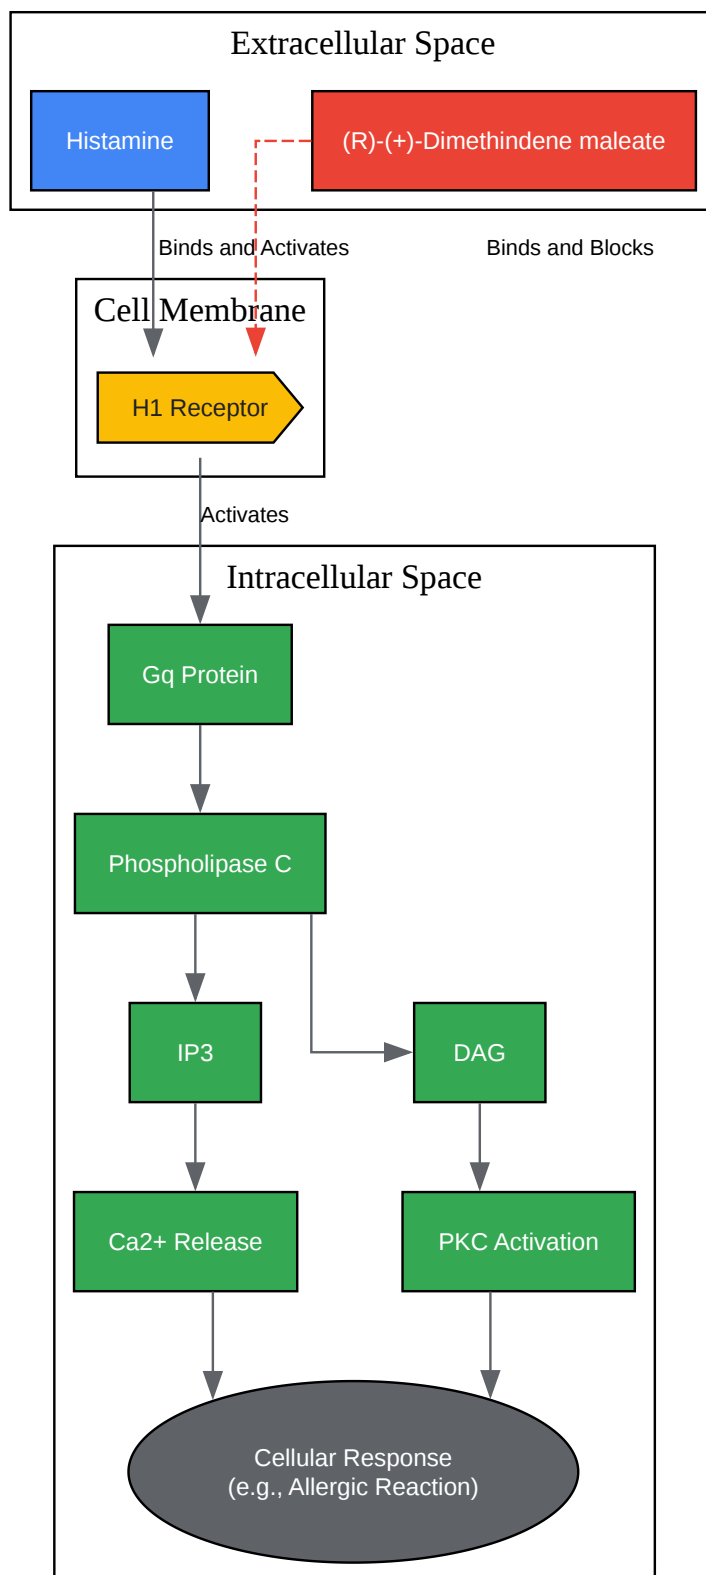 Extracellular Space
Histamine
(R)-(+)-Dimethindene maleate
Binds and Activates
Binds and Blocks
Cell Membrane
H1 Receptor
Activates
Intracellular Space
Gq Protein
Phospholipase C
IP3
DAG
Ca2+ Release
PKC Activation
Cellular Response
(e.g., Allergic Reaction)